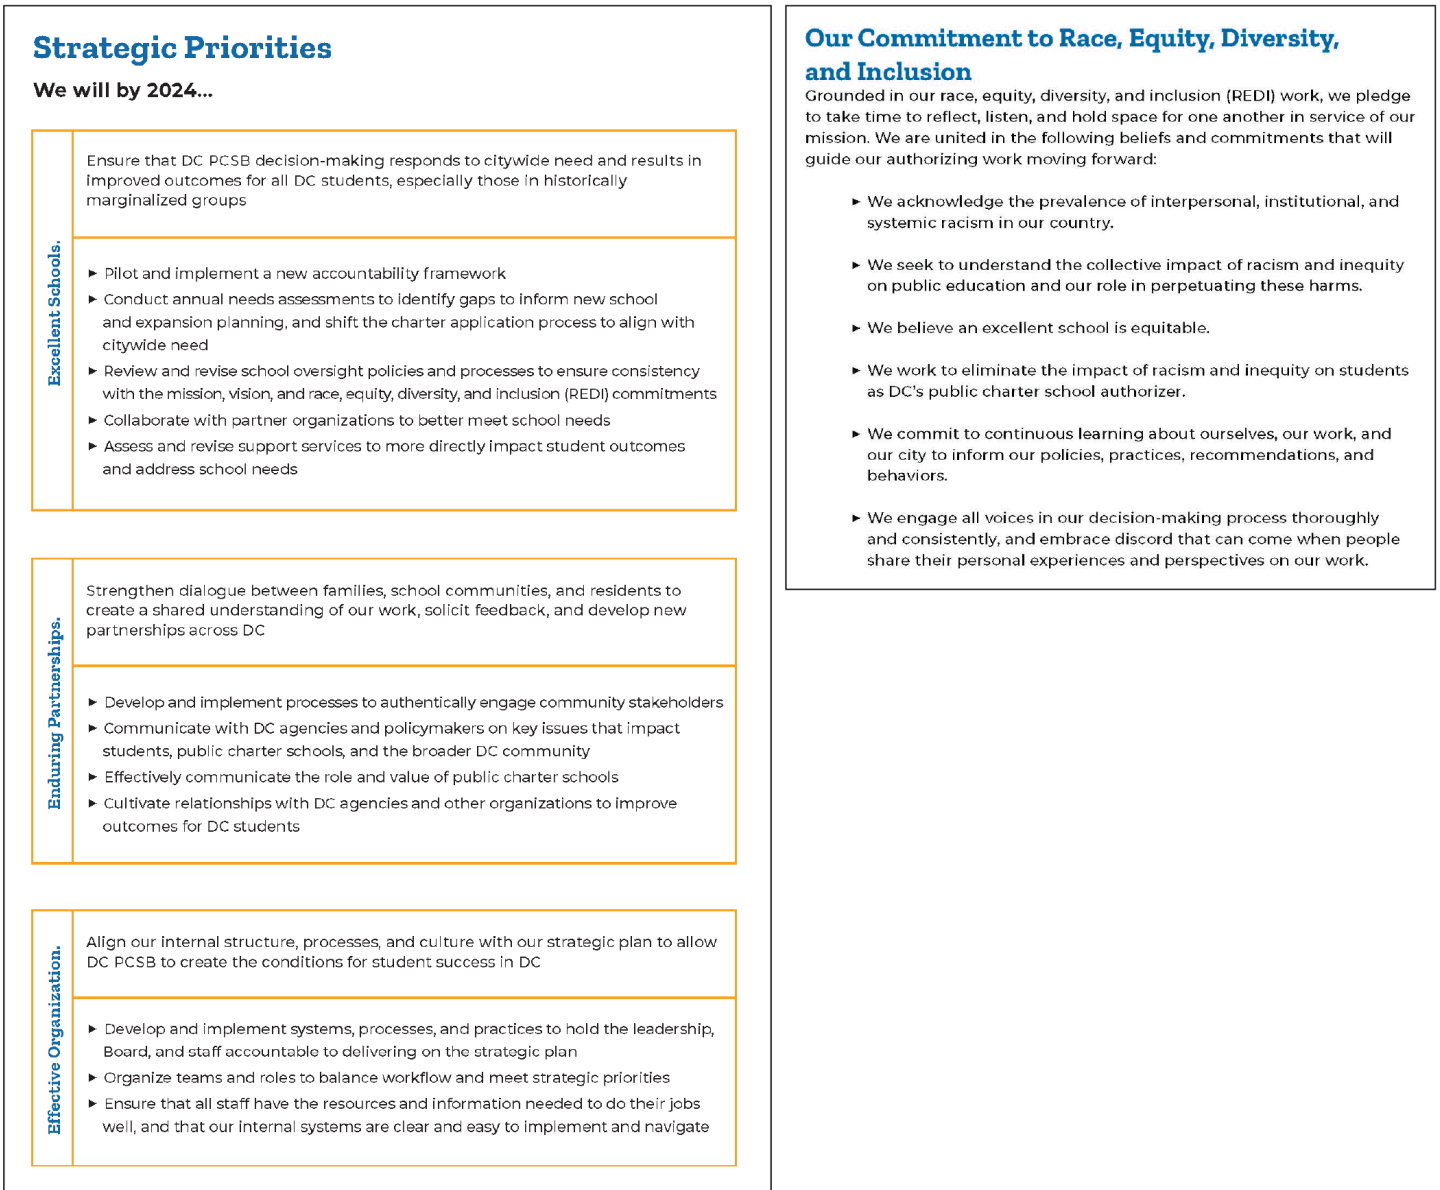 Strategic Priorities
We will by 2024...
Excellent Schools.
Ensure that DC PCSB decision-making responds to citywide need and results in
improved outcomes for all DC students, especially those in historically
marginalized groups
► Pilot and implement a new accountability framework
► Conduct annual needs assessments to identify gaps to inform new school
and expansion planning, and shift the charter application process to align with
citywide need
► Review and revise school oversight policies and processes to ensure consistency
with the mission, vision, and race, equity, diversity, and inclusion (REDI) commitments
► Collaborate with partner organizations to better meet school needs
► Assess and revise support services to more directly impact student outcomes
and address school needs
Enduring Partnerships.
Strengthen dialogue between families, school communities, and residents to
create a shared understanding of our work, solicit feedback, and develop new
partnerships across DC
► Develop and implement processes to authentically engage community stakeholders
► Communicate with DC agencies and policymakers on key issues that impact
students, public charter schools, and the broader DC community
► Effectively communicate the role and value of public charter schools
► Cultivate relationships with DC agencies and other organizations to improve
outcomes for DC students
Effective Organization.
Align our internal structure, processes, and culture with our strategic plan to allow
DC PCSB to create the conditions for student success in DC
► Develop and implement systems, processes, and practices to hold the leadership,
Board, and staff accountable to delivering on the strategic plan
► Organize teams and roles to balance workflow and meet strategic priorities
► Ensure that all staff have the resources and information needed to do their jobs
well, and that our internal systems are clear and easy to implement and navigate
Our Commitment to Race, Equity, Diversity,
and Inclusion
Grounded in our race, equity, diversity, and inclusion (REDI) work, we pledge
to take time to reflect, listen, and hold space for one another in service of our
mission. We are united in the following beliefs and commitments that will
guide our authorizing work moving forward:
► We acknowledge the prevalence of interpersonal, institutional, and
systemic racism in our country.
► We seek to understand the collective impact of racism and inequity
on public education and our role in perpetuating these harms.
► We believe an excellent school is equitable.
► We work to eliminate the impact of racism and inequity on students
as DC's public charter school authorizer.
► We commit to continuous learning about ourselves, our work, and
our city to inform our policies, practices, recommendations, and
behaviors.
► We engage all voices in our decision-making process thoroughly
and consistently, and embrace discord that can come when people
share their personal experiences and perspectives on our work.